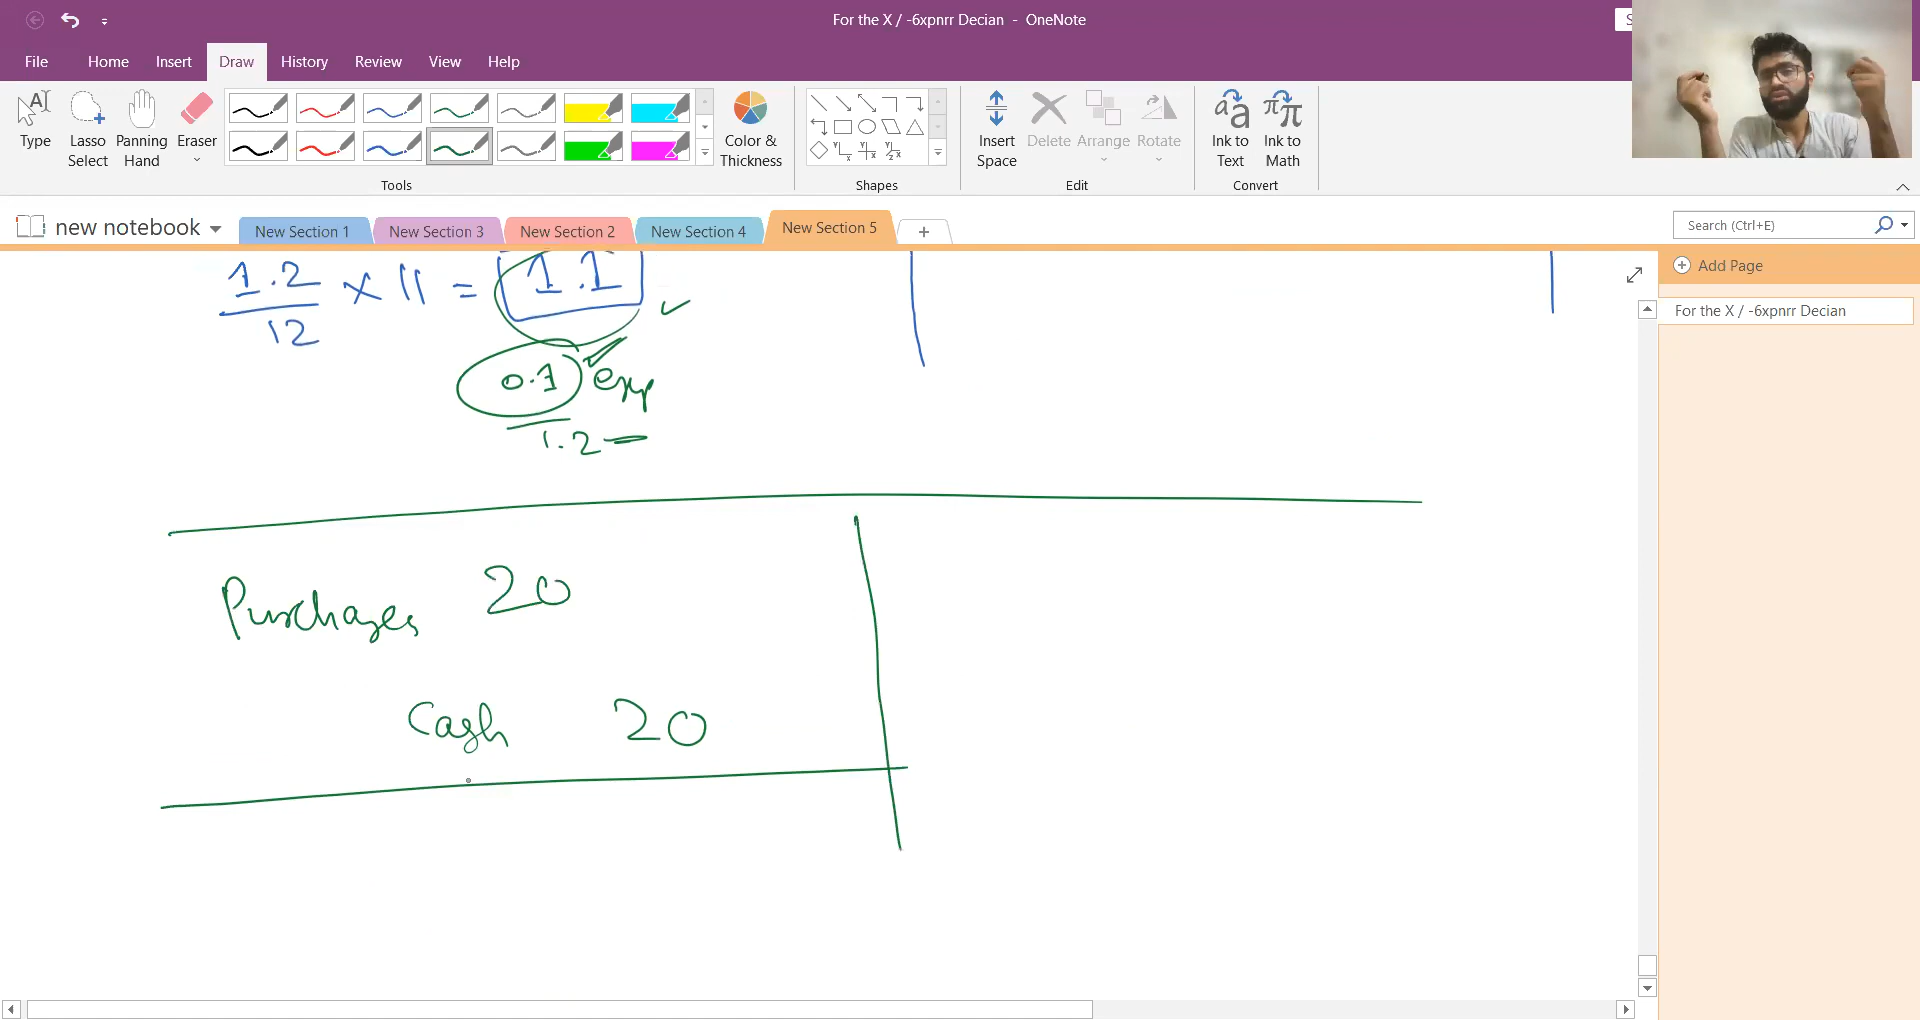 For the X / -6xpnrr Decian - OneNote
File Home Insert Draw History Review View Help
Type
Lasso Select
Panning Hand
Eraser
Color & Thickness
Insert Space
Delete
Arrange
Rotate
Ink to Text
Ink to Math
Tools
Shapes
Edit
Convert
new notebook
New Section 1
New Section 3
New Section 2
New Section 4
New Section 5
Search (Ctrl+E)
Add Page
For the X / -6xpnrr Decian
1.2/12 × 11 = 1.1
0.1 exp
1.2
Purchases 20
Cash 20